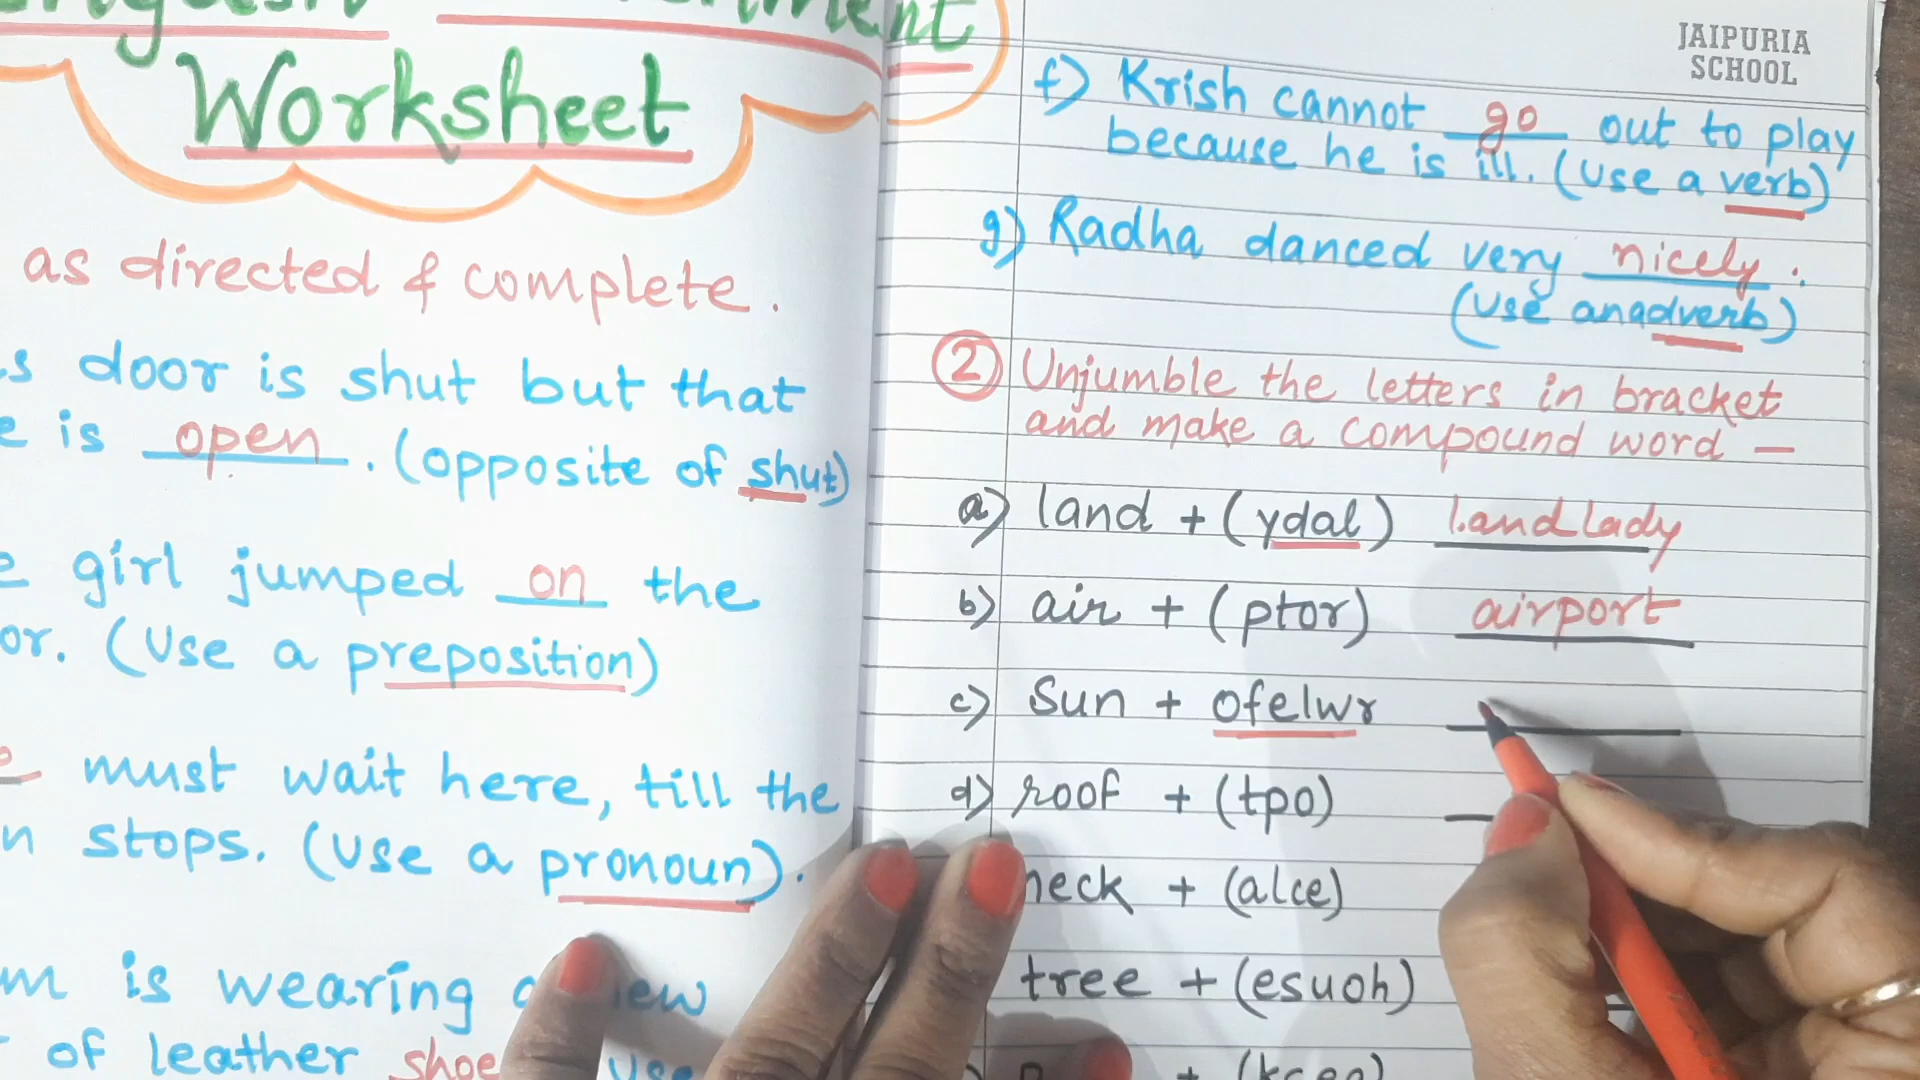 Worksheet
as directed & complete.
door is shut but that
is open. (opposite of shut)
girl jumped on the
or. (Use a preposition)
must wait here, till the
n stops. (Use a pronoun).
m is wearing a new
of leather shoe use
JAIPURIA
SCHOOL
f) Krish cannot go out to play
because he is ill. (Use a verb)
g) Radha danced very nicely.
(Use an adverb)
2 Unjumble the letters in bracket
and make a compound word —
a) land + (ydal) landlady
b) air + (ptor) airport
c) Sun + ofelwr
d) roof + (tpo)
neck + (alce)
tree + (esuoh)